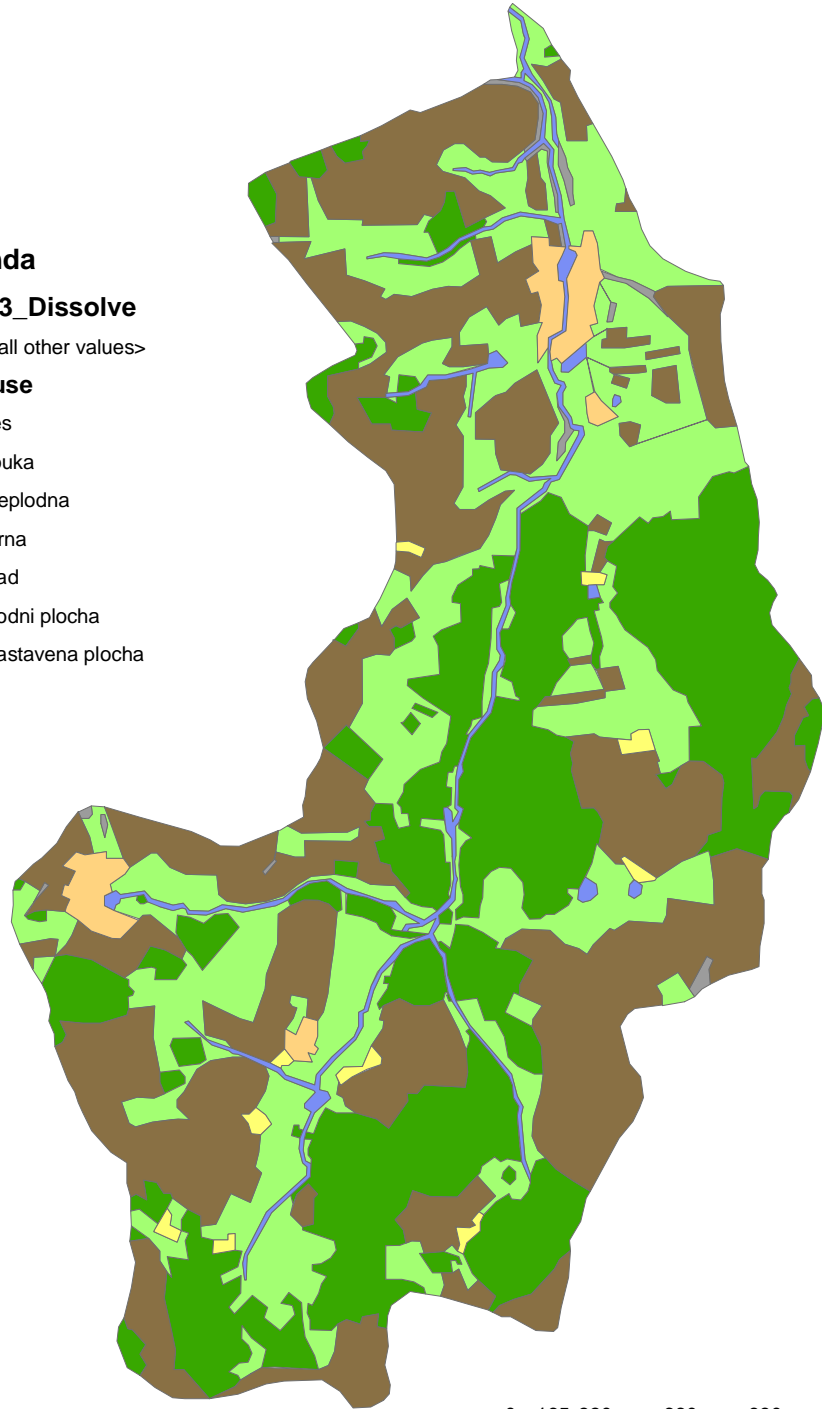 nda
3_Dissolve
all other values>
use
es
ouka
eplodna
rna
ad
odni plocha
astavena plocha